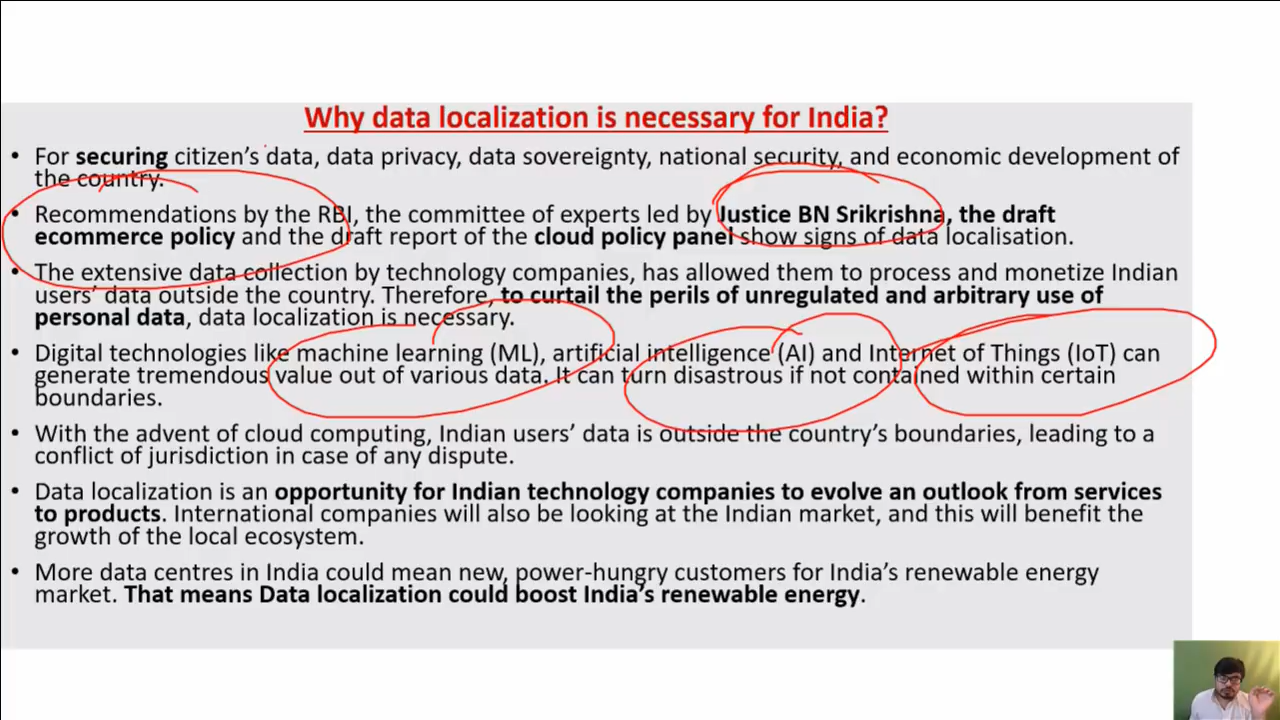 Why data localization is necessary for India?
• For securing citizen's data, data privacy, data sovereignty, national security, and economic development of
the country.
• Recommendations by the RBI, the committee of experts led by Justice BN Srikrishna, the draft
ecommerce policy and the draft report of the cloud policy panel show signs of data localisation.
• The extensive data collection by technology companies, has allowed them to process and monetize Indian
users' data outside the country. Therefore, to curtail the perils of unregulated and arbitrary use of
personal data, data localization is necessary.
• Digital technologies like machine learning (ML), artificial intelligence (AI) and Internet of Things (IoT) can
generate tremendous value out of various data. It can turn disastrous if not contained within certain
boundaries.
• With the advent of cloud computing, Indian users' data is outside the country's boundaries, leading to a
conflict of jurisdiction in case of any dispute.
• Data localization is an opportunity for Indian technology companies to evolve an outlook from services
to products. International companies will also be looking at the Indian market, and this will benefit the
growth of the local ecosystem.
• More data centres in India could mean new, power-hungry customers for India's renewable energy
market. That means Data localization could boost India's renewable energy.